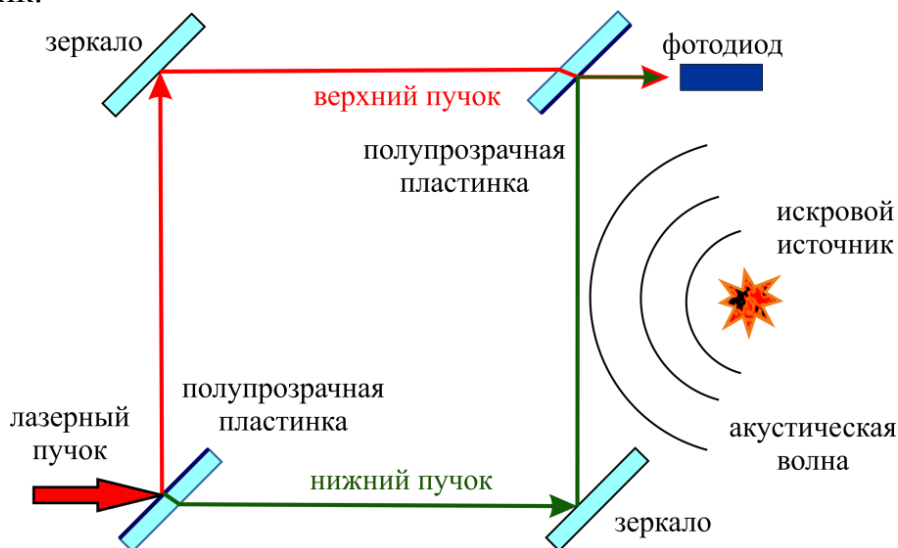 зеркало
фотодиод
верхний пучок
полупрозрачная
пластинка
искровой
источник
полупрозрачная
пластинка
лазерный
пучок
акустическая
волна
нижний пучок
зеркало